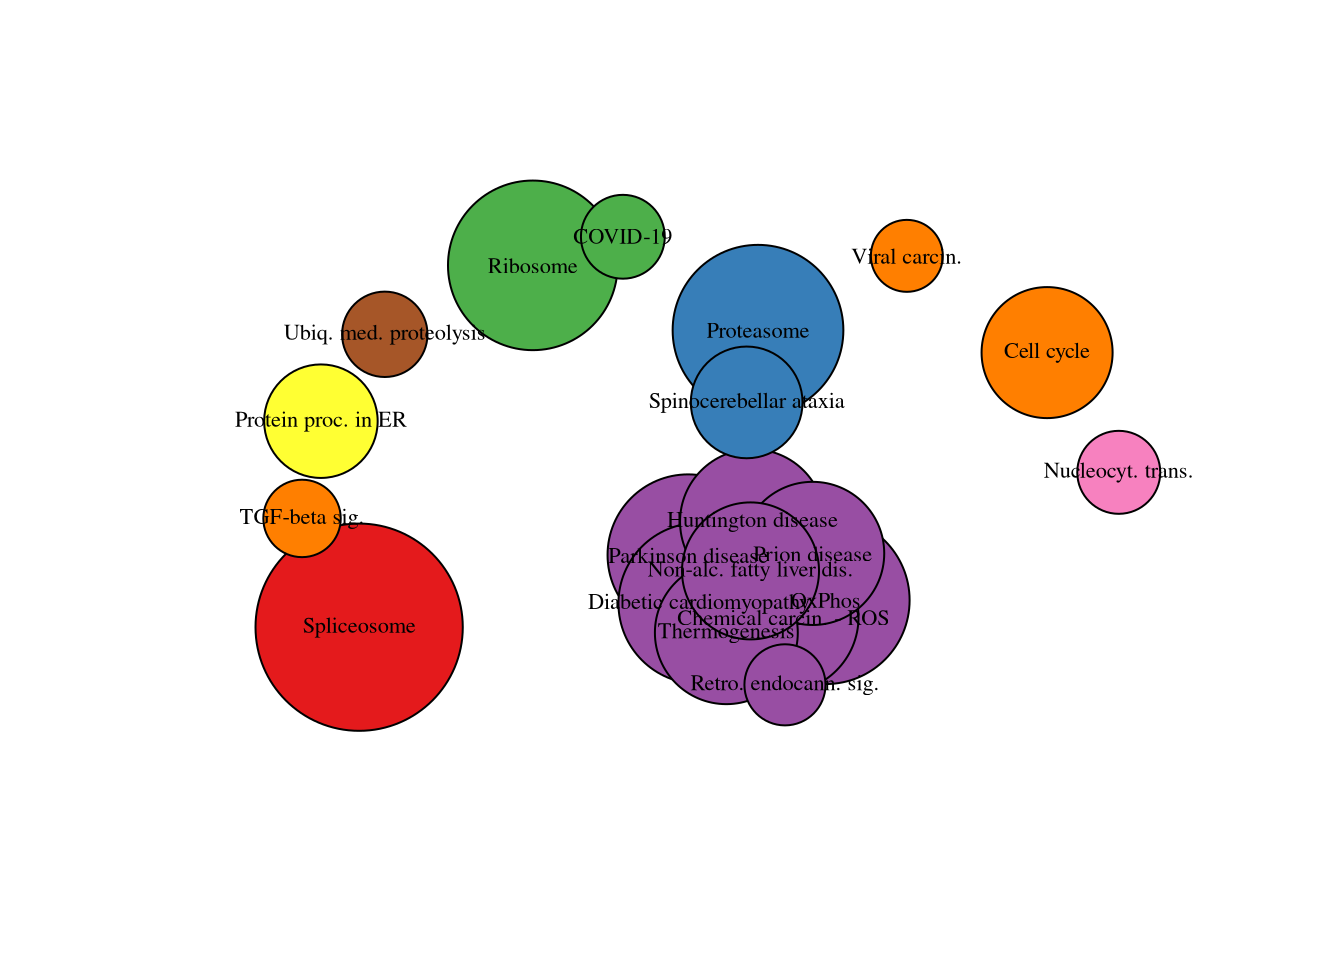 COVID-19
Viral carcin.
Ribosome
Ubiq. med. proteolysis
Proteasome
Cell cycle
Spinocerebellar ataxia
Protein proc. in ER
Nucleocyt. trans.
TGF-beta sig.
Huntington disease
Parkinson disease
Prion disease
Non-alc. fatty liver dis.
Diabetic cardiomyopathy
OxPhos
Chemical carcin. - ROS
Thermogenesis
Spliceosome
Retro. endocann. sig.